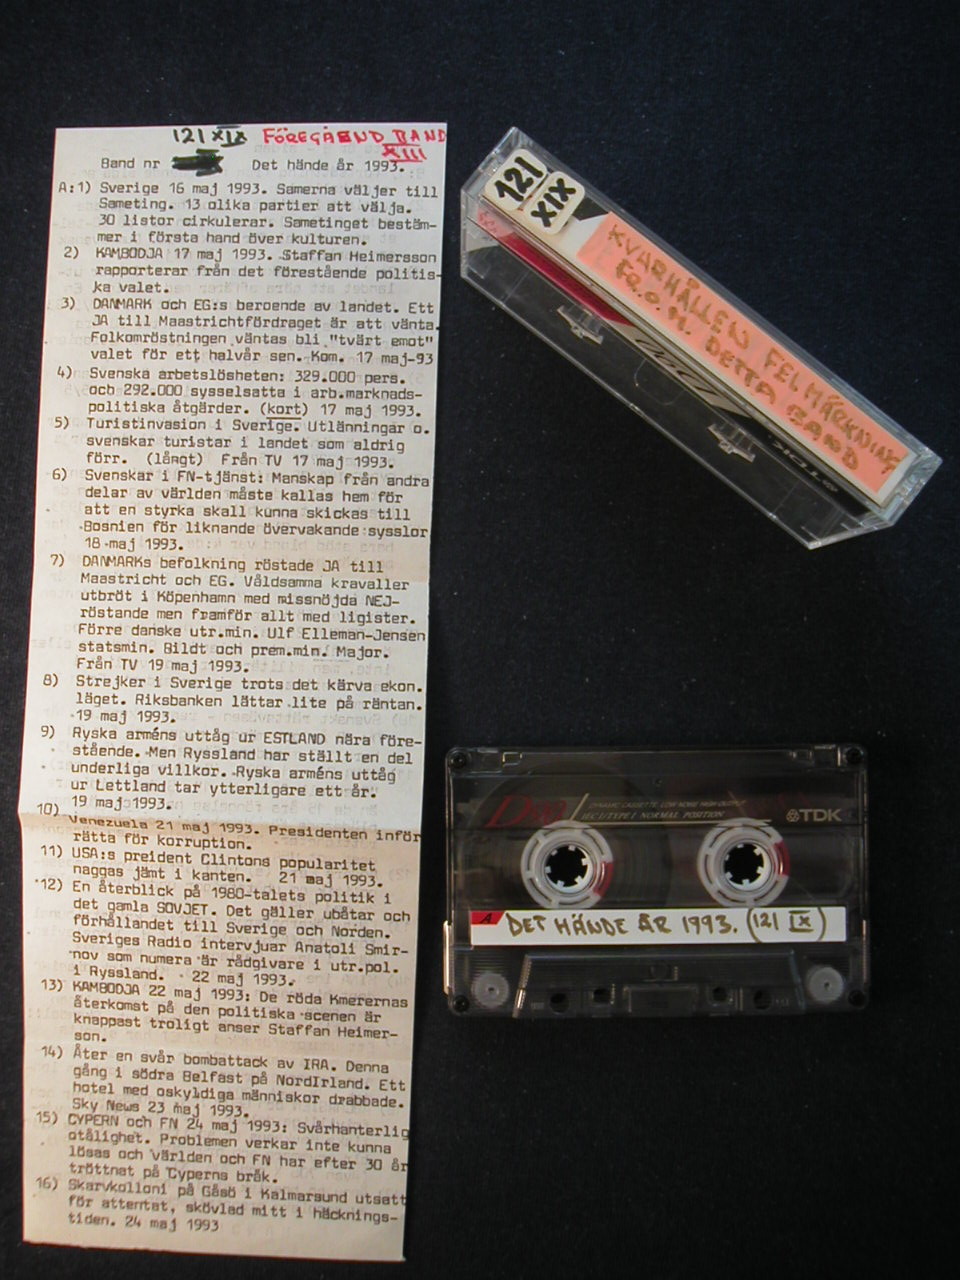 121 XIX FÖREGÅEND BAND
XIII
Band nr Det hände år 1993.
A:1) Sverige 16 maj 1993. Samerna väljer till
Sameting. 13 olika partier att välja.
30 listor cirkulerar. Sametinget bestäm-
mer i första hand över kulturen.
2) KAMBODJA 17 maj 1993. Staffan Heimersson
rapporterar från det förestående politis-
ka valet.
3) DANMARK och EG:s beroende av landet. Ett
JA till Maastrichtfördraget är att vänta.
Folkomröstningen väntas bli "tvärt emot"
valet för ett halvår sen. Kom. 17 maj-93
4) Svenska arbetslösheten: 329.000 pers.
och 292.000 sysselsatta i arb.marknads-
politiska åtgärder. (kort) 17 maj 1993.
5) Turistinvasion i Sverige. Utlänningar o.
svenskar turistar i landet som aldrig
förr. (långt) Från TV 17 maj 1993.
6) Svenskar i FN-tjänst: Manskap från andra
delar av världen måste kallas hem för
att en styrka skall kunna skickas till
Bosnien för liknande övervakande sysslor
18 maj 1993.
7) DANMARKs befolkning röstade JA till
Maastricht och EG. Våldsamma kravaller
utbröt i Köpenhamn med missnöjda NEJ-
röstande men framför allt med ligister.
Förre danske utr.min. Ulf Elleman-Jensen
statsmin. Bildt och prem.min. Major.
Från TV 19 maj 1993.
8) Strejker i Sverige trots det kärva ekon.
läget. Riksbanken lättar lite på räntan.
19 maj 1993.
9) Ryska arméns uttåg ur ESTLAND nära före-
stående. Men Ryssland har ställt en del
underliga villkor. Ryska arméns uttåg
ur Lettland tar ytterligare ett år.
19 maj 1993.
10) Venezuela 21 maj 1993. Presidenten inför
rätta för korruption.
11) USA:s preident Clintons popularitet
naggas jämt i kanten. 21 maj 1993.
12) En återblick på 1980-talets politik i
det gamla SOVJET. Det gäller ubåtar och
förhållandet till Sverige och Norden.
Sveriges Radio intervjuar Anatoli Smir-
nov som numera är rådgivare i utr.pol.
i Ryssland. 22 maj 1993.
13) KAMBODJA 22 maj 1993: De röda Kmerernas
återkomst på den politiska scenen är
knappast troligt anser Staffan Heimer-
son.
14) Åter en svår bombattack av IRA. Denna
gång i södra Belfast på NordIrland. Ett
hotel med oskyldiga människor drabbade.
Sky News 23 maj 1993.
15) CYPERN och FN 24 maj 1993: Svårhanterlig
otålighet. Problemen verkar inte kunna
lösas och världen och FN har efter 30 år
tröttnat på Cyperns bråk.
16) Skarvkolloni på Gåsö i Kalmarsund utsatt
för attentat, skövlad mitt i häcknings-
tiden. 24 maj 1993
121
XIX
KVARHÅLLEN FELMÄRKNING
FR.O.M. DETTA BAND
TDK
D90
DYNAMIC CASSETTE, LOW NOISE HIGH OUTPUT
IEC I/TYPE I NORMAL POSITION
TDK
A DET HÄNDE ÅR 1993. (121 IX)